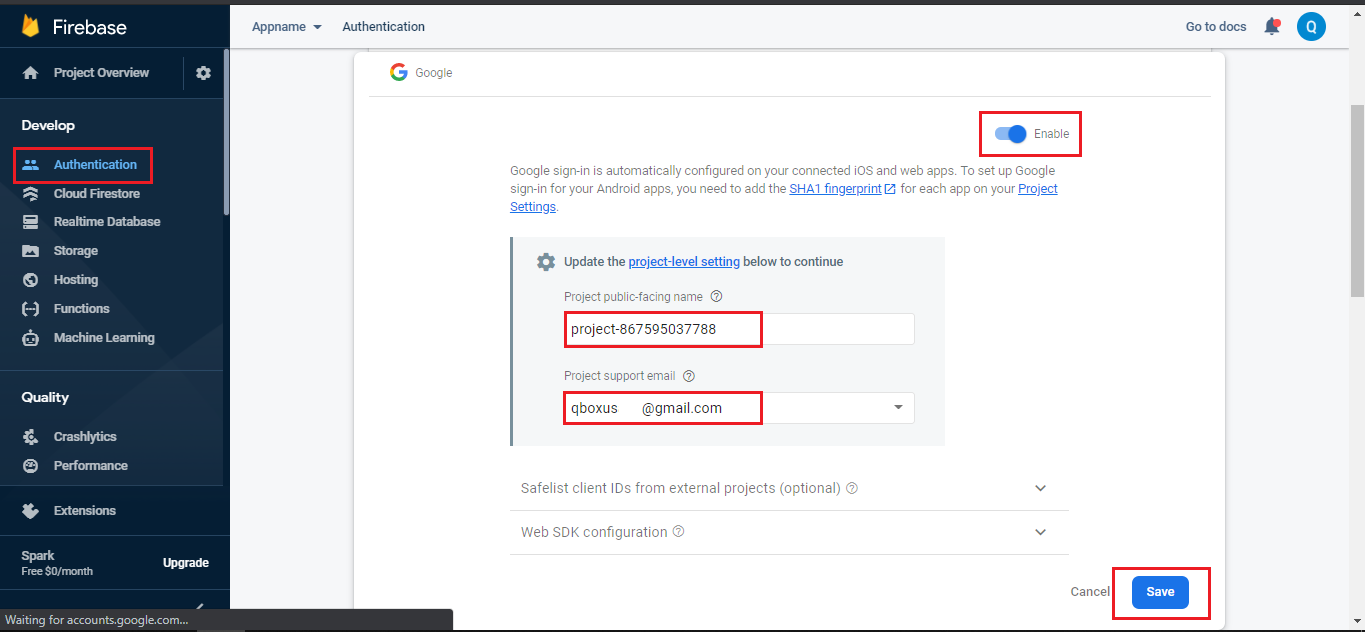 Firebase
Appname
Authentication
Go to docs
Q
Project Overview
Develop
Authentication
Cloud Firestore
Realtime Database
Storage
Hosting
Functions
Machine Learning
Quality
Crashlytics
Performance
Extensions
Spark
Free $0/month
Upgrade
Waiting for accounts.google.com...
Google
Enable
Google sign-in is automatically configured on your connected iOS and web apps. To set up Google
sign-in for your Android apps, you need to add the SHA1 fingerprint for each app on your Project
Settings.
Update the project-level setting below to continue
Project public-facing name ?
project-867595037788
Project support email ?
qboxus @gmail.com
Safelist client IDs from external projects (optional) ?
Web SDK configuration ?
Cancel
Save